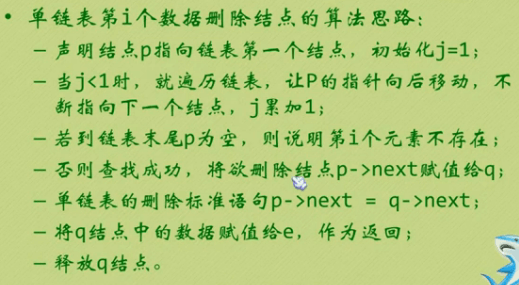 • 单链表第i个数据删除结点的算法思路：
– 声明结点p指向链表第一个结点，初始化j=1；
– 当j<1时，就遍历链表，让P的指针向后移动，不
断指向下一个结点，j累加1；
– 若到链表末尾p为空，则说明第i个元素不存在；
– 否则查找成功，将欲删除结点p->next赋值给q；
– 单链表的删除标准语句p->next = q->next；
– 将q结点中的数据赋值给e，作为返回；
– 释放q结点。